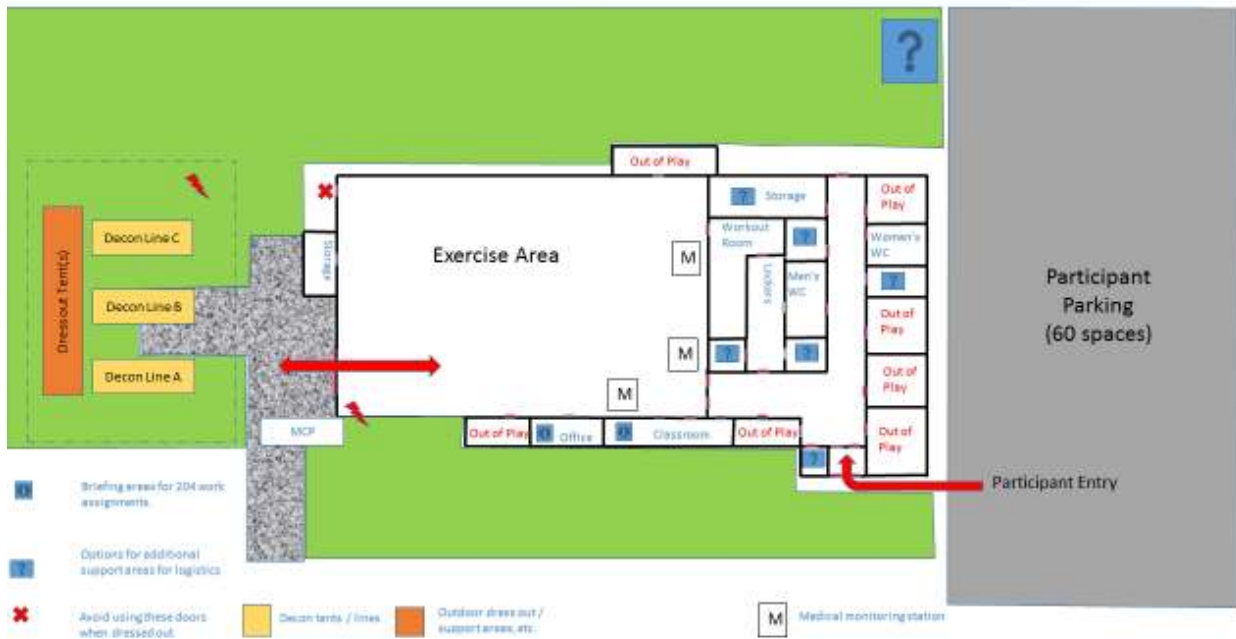 ?
Out of Play
? Storage
Out of
Play
Decon Line C
Workout
Room
?
Women's
WC
Dressout Tent(s)
Storage
Exercise Area
M
Lockers
Men's
WC
?
Participant
Parking
(60 spaces)
Decon Line B
Out of
Play
M
?
?
Decon Line A
Out of
Play
M
MCP
Out of Play
Office
Classroom
Out of Play
Out of
Play
?
Participant Entry
Briefing areas for 204 work
assignments.
?
Options for additional
support areas for logistics
Avoid using these doors
when dressed out
Decon tents / lines
Outdoor dress out /
support areas, etc.
M
Medical monitoring station